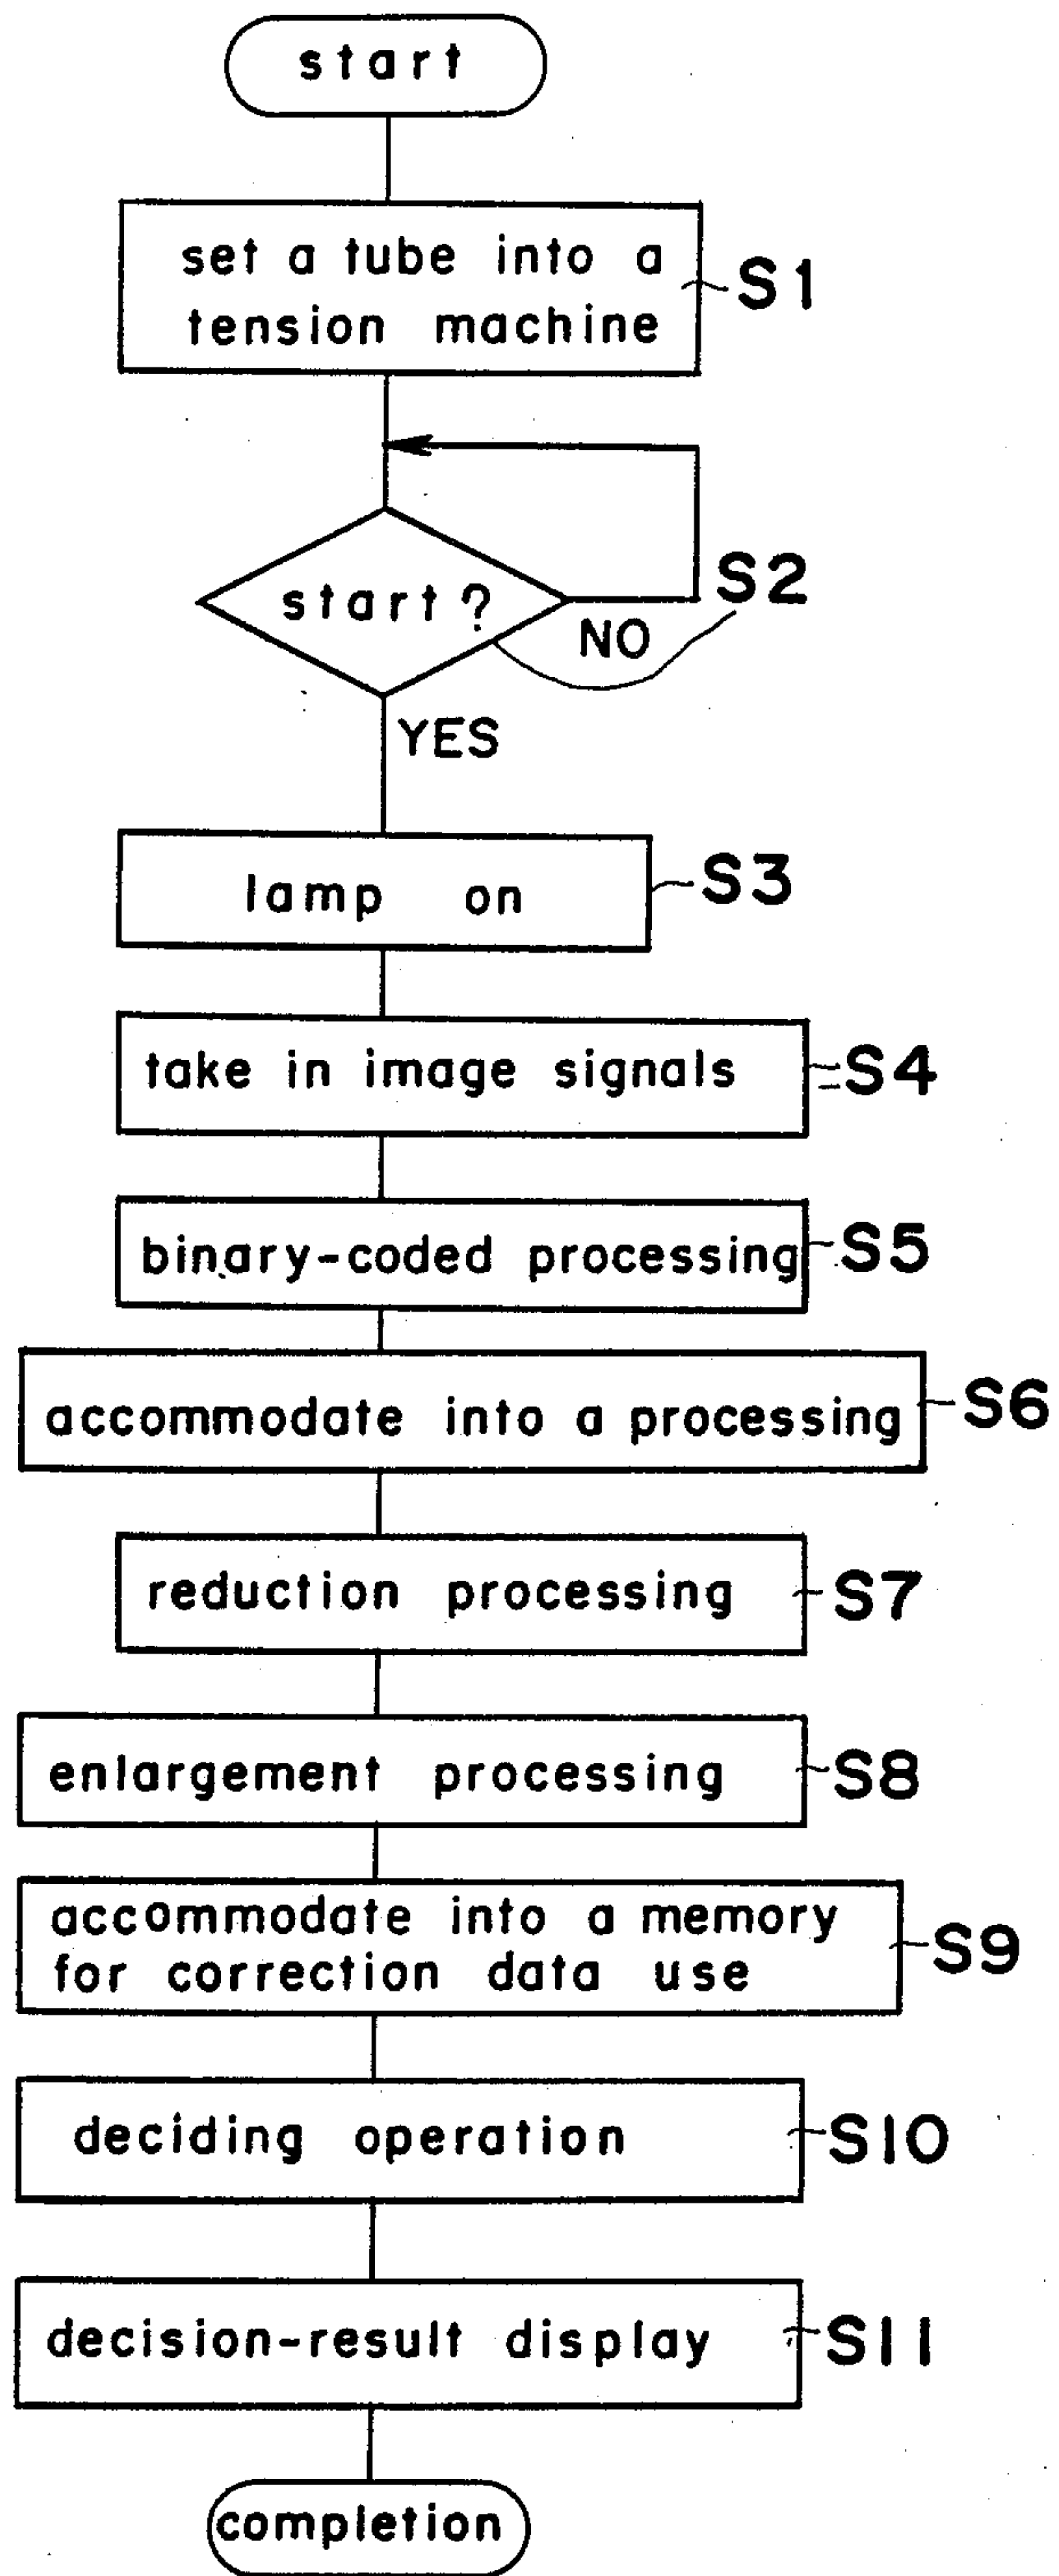 start
set a tube into a
tension machine
S1
start?
S2
NO
YES
lamp on
S3
take in image signals
S4
binary-coded processing
S5
accommodate into a processing
S6
reduction processing
S7
enlargement processing
S8
accommodate into a memory
for correction data use
S9
deciding operation
S10
decision-result display
S11
completion